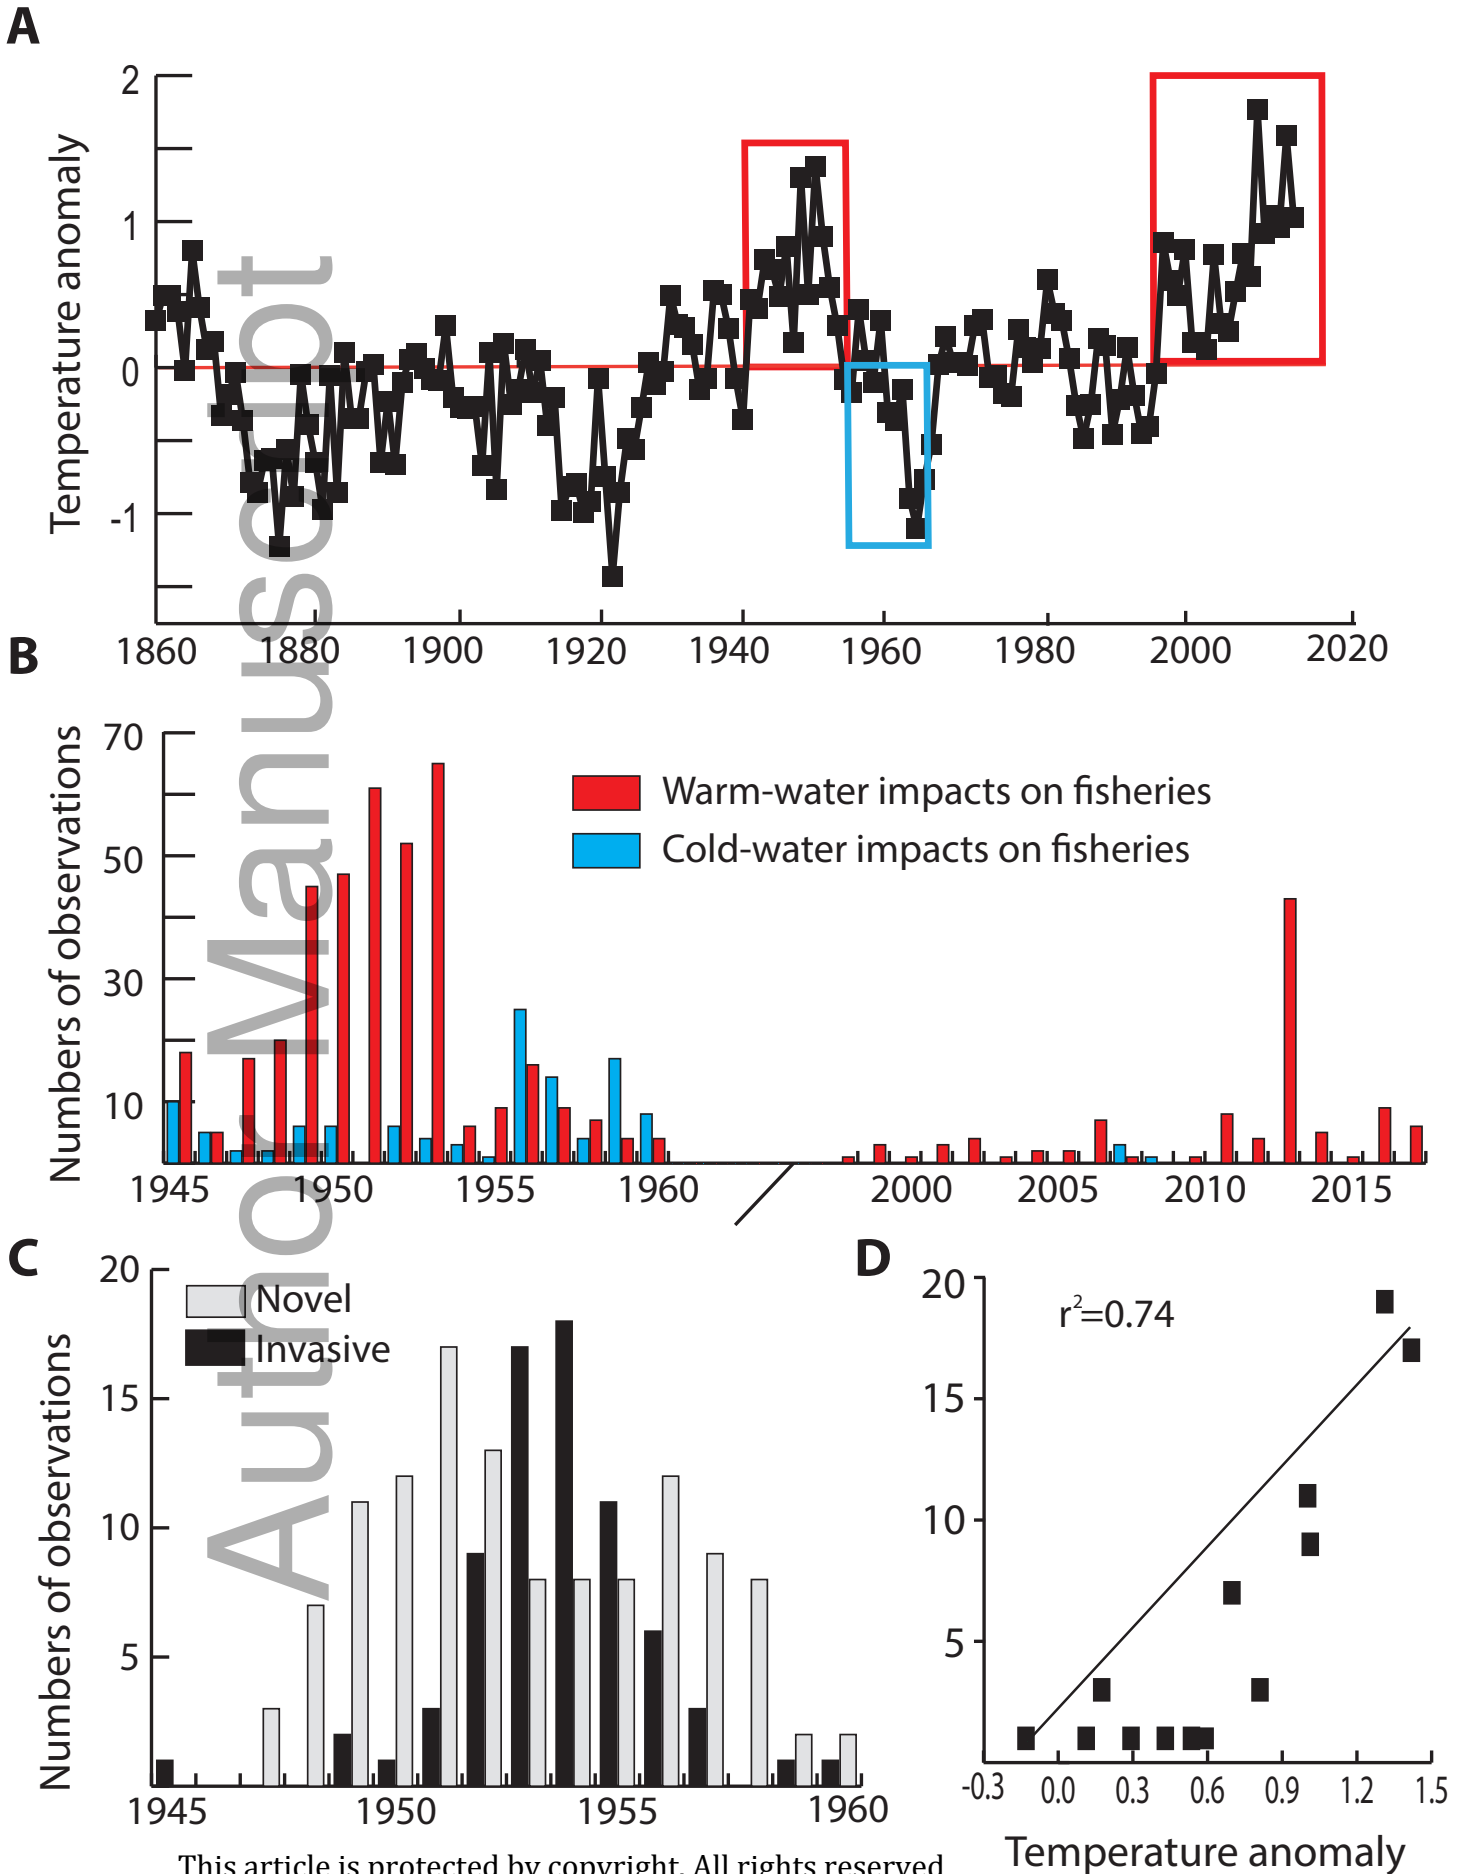 A
2
1
0
-1
Temperature anomaly
1860 1880 1900 1920 1940 1960 1980 2000 2020
B
70
50
30
10
Numbers of observations
Warm-water impacts on fisheries
Cold-water impacts on fisheries
1945 1950 1955 1960 2000 2005 2010 2015
C
20
15
10
5
Numbers of observations
Novel
Invasive
1945 1950 1955 1960
D
20
15
10
5
r²=0.74
-0.3 0.0 0.3 0.6 0.9 1.2 1.5
Temperature anomaly
Author Manuscript
This article is protected by copyright. All rights reserved